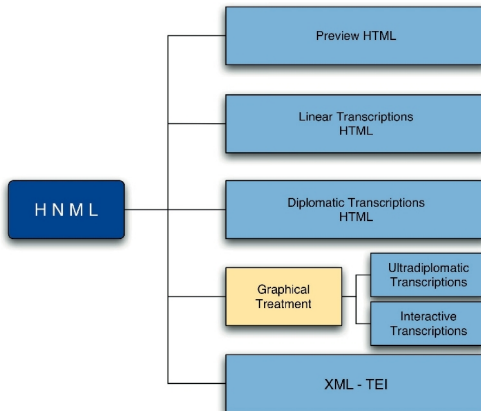 Preview HTML
Linear Transcriptions
HTML
H N M L
Diplomatic Transcriptions
HTML
Graphical
Treatment
Ultradiplomatic
Transcriptions
Interactive
Transcriptions
XML - TEI